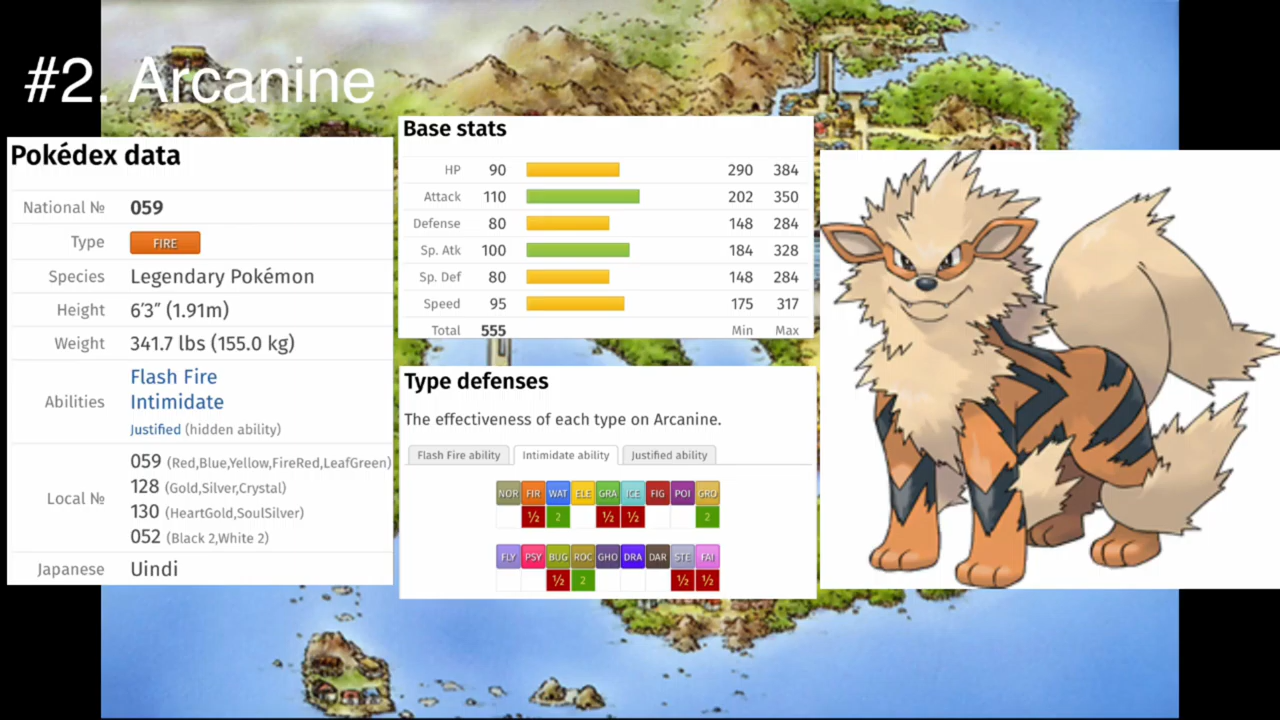 #2. Arcanine
Pokédex data
National № 059
Type FIRE
Species Legendary Pokémon
Height 6'3″ (1.91m)
Weight 341.7 lbs (155.0 kg)
Abilities Flash Fire
Intimidate
Justified (hidden ability)
Local № 059 (Red,Blue,Yellow,FireRed,LeafGreen)
128 (Gold,Silver,Crystal)
130 (HeartGold,SoulSilver)
052 (Black 2,White 2)
Japanese Uindi
Base stats
HP 90 290 384
Attack 110 202 350
Defense 80 148 284
Sp. Atk 100 184 328
Sp. Def 80 148 284
Speed 95 175 317
Total 555 Min Max
Type defenses
The effectiveness of each type on Arcanine.
Flash Fire ability Intimidate ability Justified ability
NOR FIR WAT ELE GRA ICE FIG POI GRO
½ 2 ½ ½ 2
FLY PSY BUG ROC GHO DRA DAR STE FAI
½ 2 ½ ½